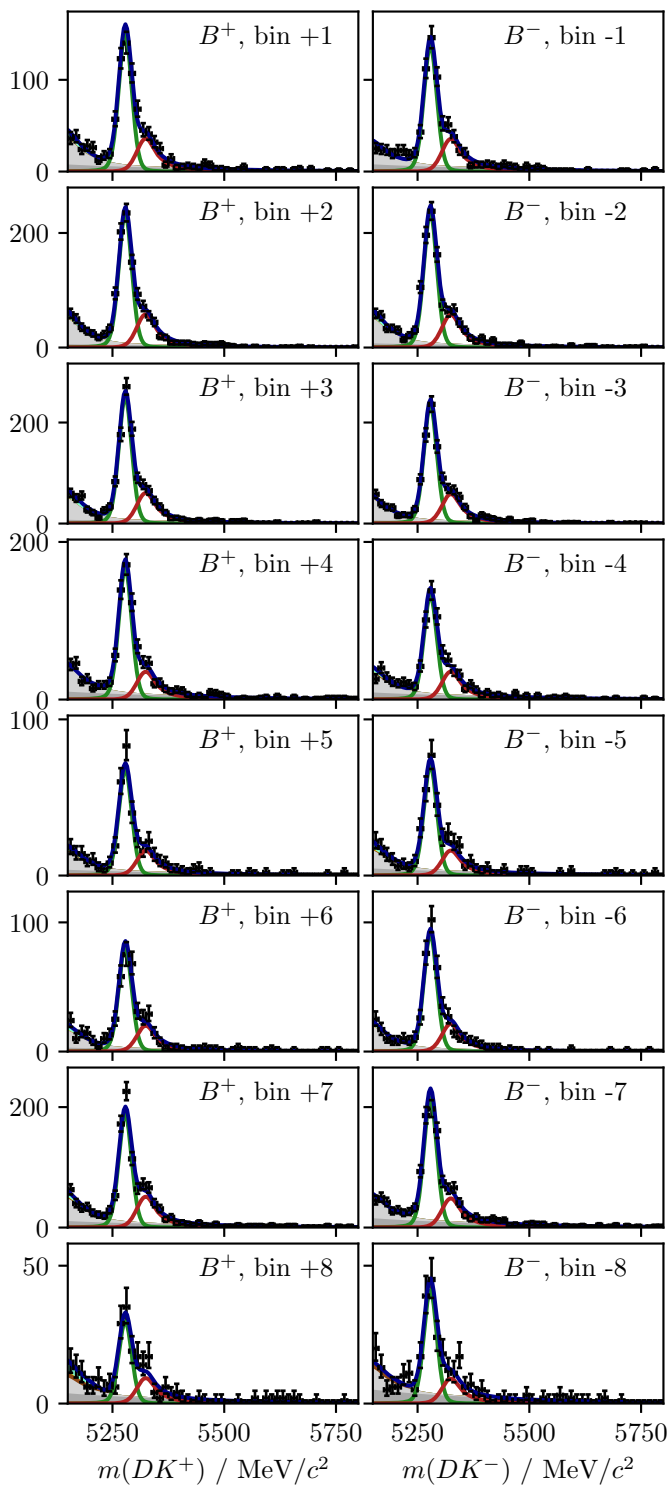 B⁺, bin +1 B⁻, bin -1
100
0
B⁺, bin +2 B⁻, bin -2
200
0
B⁺, bin +3 B⁻, bin -3
200
0
200
B⁺, bin +4 B⁻, bin -4
0
100
B⁺, bin +5 B⁻, bin -5
0
B⁺, bin +6 B⁻, bin -6
100
0
B⁺, bin +7 B⁻, bin -7
200
0
B⁺, bin +8 B⁻, bin -8
50
0
5250 5500 5750 5250 5500 5750
m(DK⁺) / MeV/c² m(DK⁻) / MeV/c²